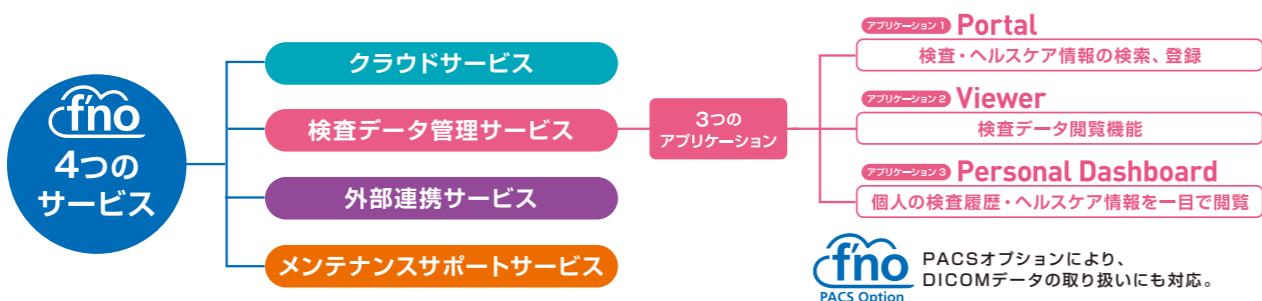 f'no
4つの
サービス
クラウドサービス
検査データ管理サービス
外部連携サービス
メンテナンスサポートサービス
3つの
アプリケーション
アプリケーション1 Portal
検査・ヘルスケア情報の検索、登録
アプリケーション2 Viewer
検査データ閲覧機能
アプリケーション3 Personal Dashboard
個人の検査履歴・ヘルスケア情報を一目で閲覧
f'no
PACS Option
PACSオプションにより、
DICOMデータの取り扱いにも対応。